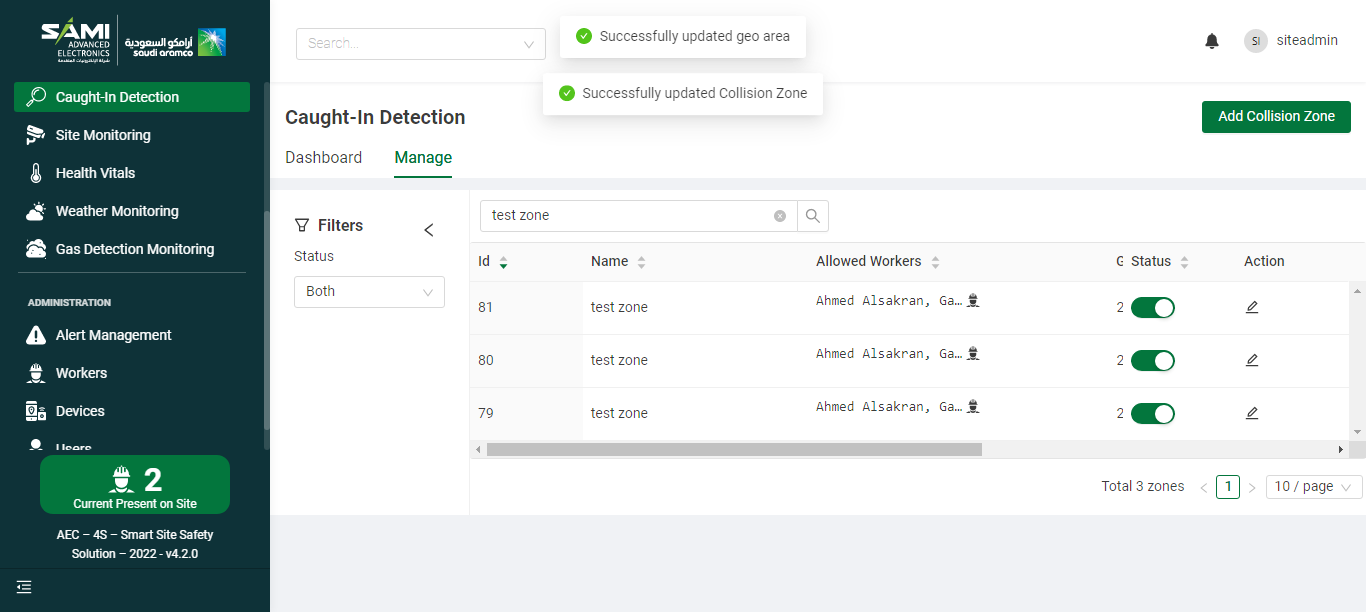 SAMI
ADVANCED
ELECTRONICS
شركة الإلكترونيات المتقدمة
أرامكو السعودية
saudi aramco
Search...
Successfully updated geo area
SI
siteadmin
Caught-In Detection
Successfully updated Collision Zone
Site Monitoring
Caught-In Detection
Add Collision Zone
Health Vitals
Dashboard
Manage
Weather Monitoring
Gas Detection Monitoring
Filters
test zone
Status
Both
Id
Name
Allowed Workers
G
Status
Action
81
test zone
Ahmed Alsakran, Ga…
2
80
test zone
Ahmed Alsakran, Ga…
2
79
test zone
Ahmed Alsakran, Ga…
2
ADMINISTRATION
Alert Management
Workers
Devices
Users
2
Current Present on Site
AEC – 4S – Smart Site Safety
Solution – 2022 - v4.2.0
Total 3 zones
1
10 / page